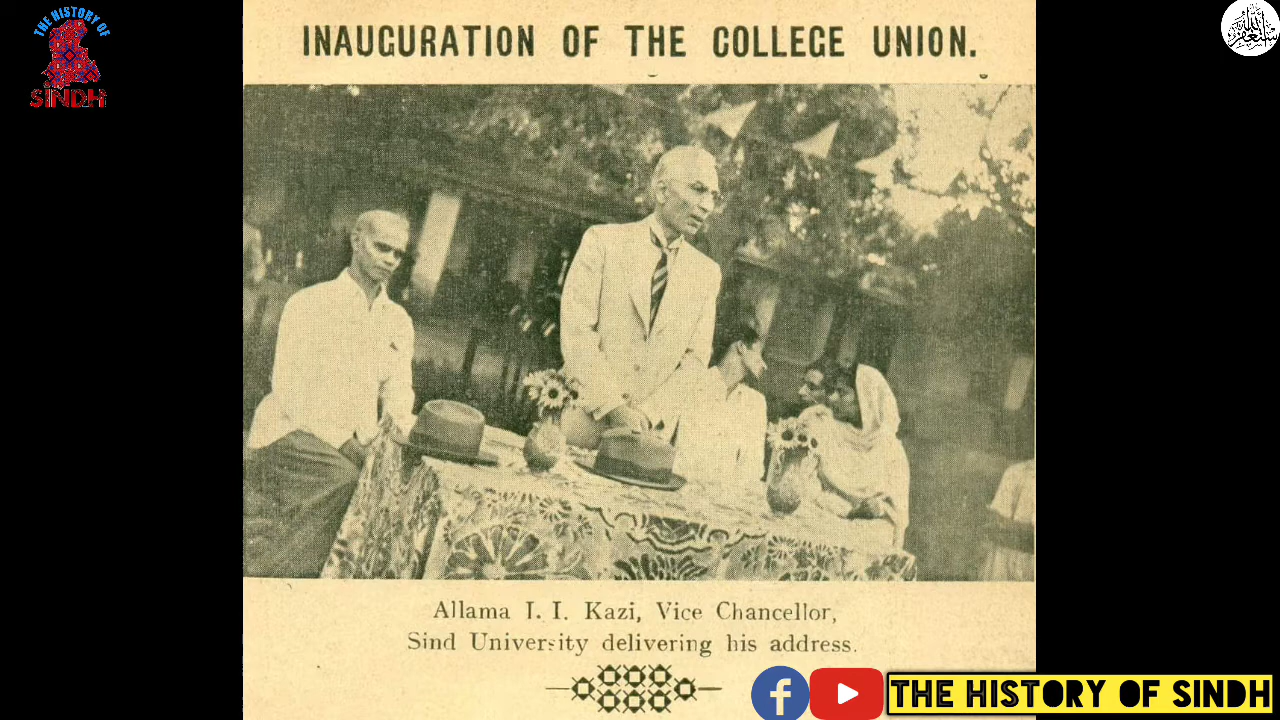 THE HISTORY OF
SINDH
INAUGURATION OF THE COLLEGE UNION.
Allama I. I. Kazi, Vice Chancellor,
Sind University delivering his address.
THE HISTORY OF SINDH